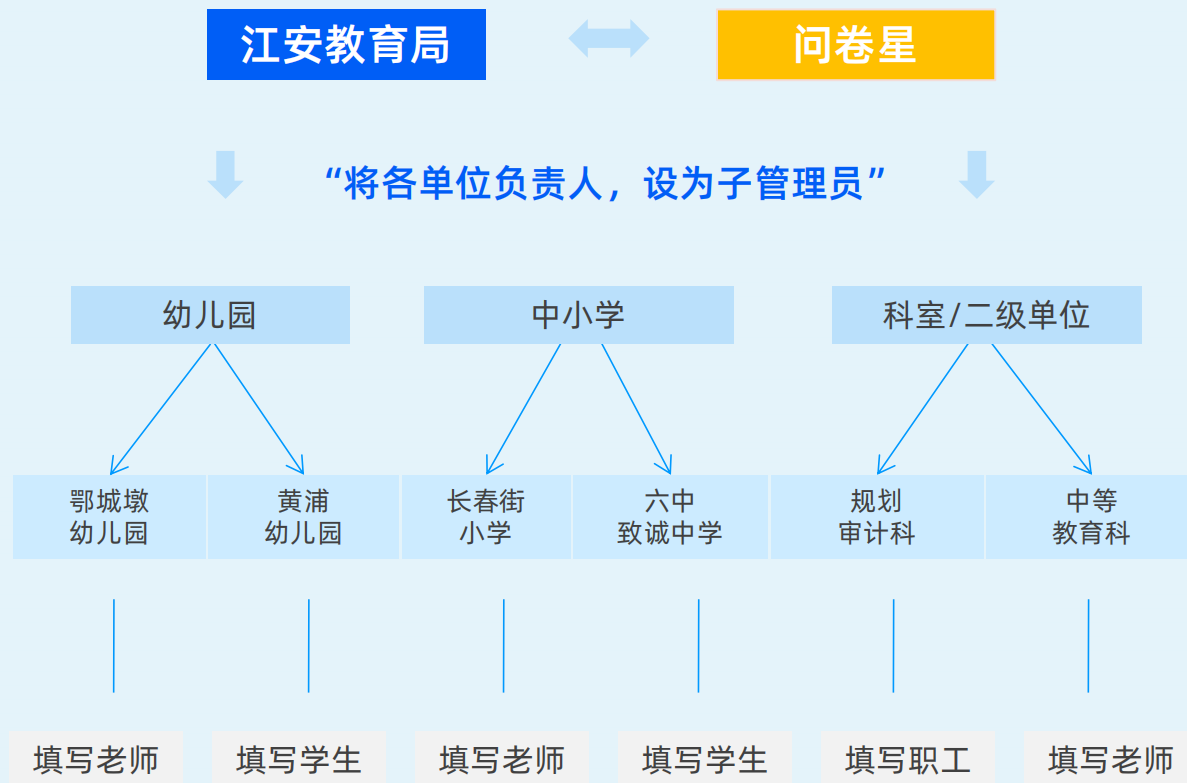 江安教育局
问卷星
“将各单位负责人，设为子管理员”
幼儿园
中小学
科室/二级单位
鄂城墩
幼儿园
黄浦
幼儿园
长春街
小学
六中
致诚中学
规划
审计科
中等
教育科
填写老师
填写学生
填写老师
填写学生
填写职工
填写老师